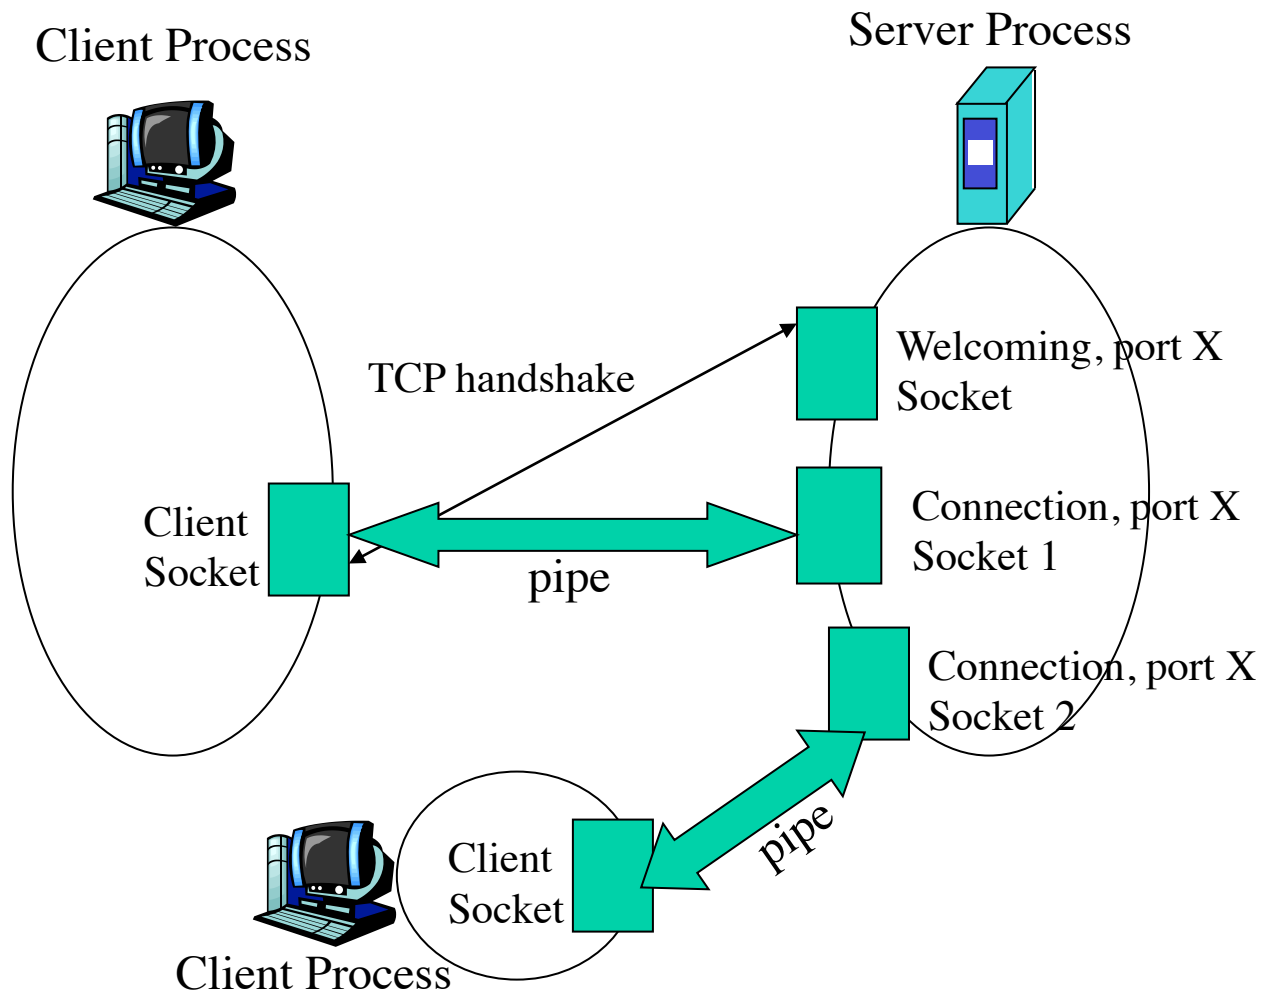 Client Process
Server Process
TCP handshake
Welcoming, port X
Socket
Client
Socket
pipe
Connection, port X
Socket 1
Connection, port X
Socket 2
pipe
Client
Socket
Client Process